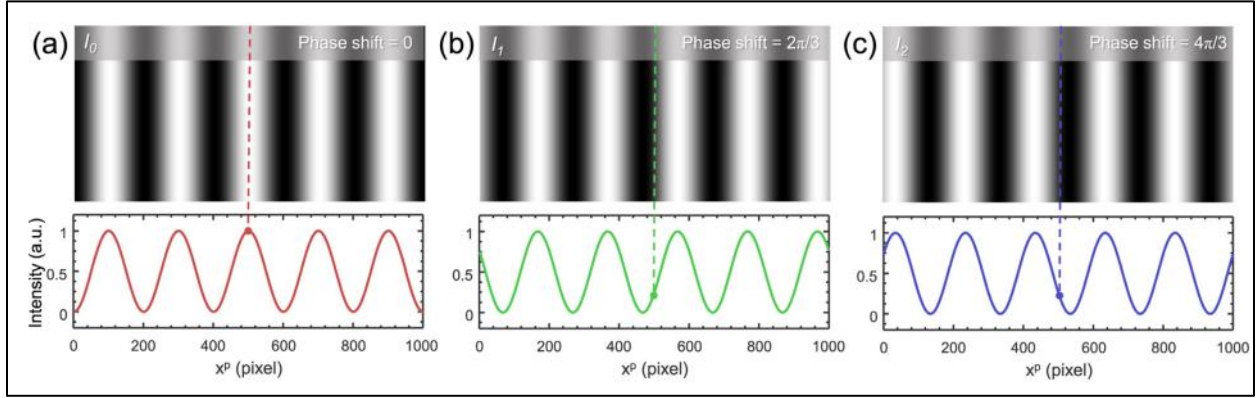 (a) I₀ Phase shift = 0
(b) I₁ Phase shift = 2π/3
(c) I₂ Phase shift = 4π/3
Intensity (a.u.)
1
0.5
0
0 200 400 600 800 1000
xᵖ (pixel)
1
0.5
0
0 200 400 600 800 1000
xᵖ (pixel)
1
0.5
0
0 200 400 600 800 1000
xᵖ (pixel)